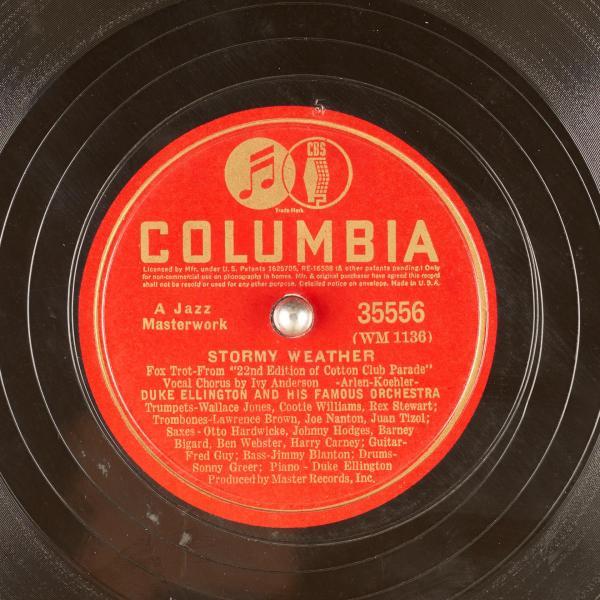 CBS
Trade Mark
COLUMBIA
Licensed by Mfr. under U. S. Patents 1625705, RE-16588 (& other patents pending.) Only
for non-commercial use on phonographs in homes. Mfr. & original purchaser have agreed this record
shall not be resold or used for any other purpose. Detailed notice on envelope. Made in U. S. A.
A Jazz
Masterwork
35556
(WM 1136)
STORMY WEATHER
Fox Trot-From "22nd Edition of Cotton Club Parade"
Vocal Chorus by Ivy Anderson -Arlen-Koehler-
DUKE ELLINGTON AND HIS FAMOUS ORCHESTRA
Trumpets-Wallace Jones, Cootie Williams, Rex Stewart;
Trombones-Lawrence Brown, Joe Nanton, Juan Tizol;
Saxes-Otto Hardwicke, Johnny Hodges, Barney
Bigard, Ben Webster, Harry Carney; Guitar-
Fred Guy; Bass-Jimmy Blanton; Drums-
Sonny Greer; Piano - Duke Ellington
Produced by Master Records, Inc.